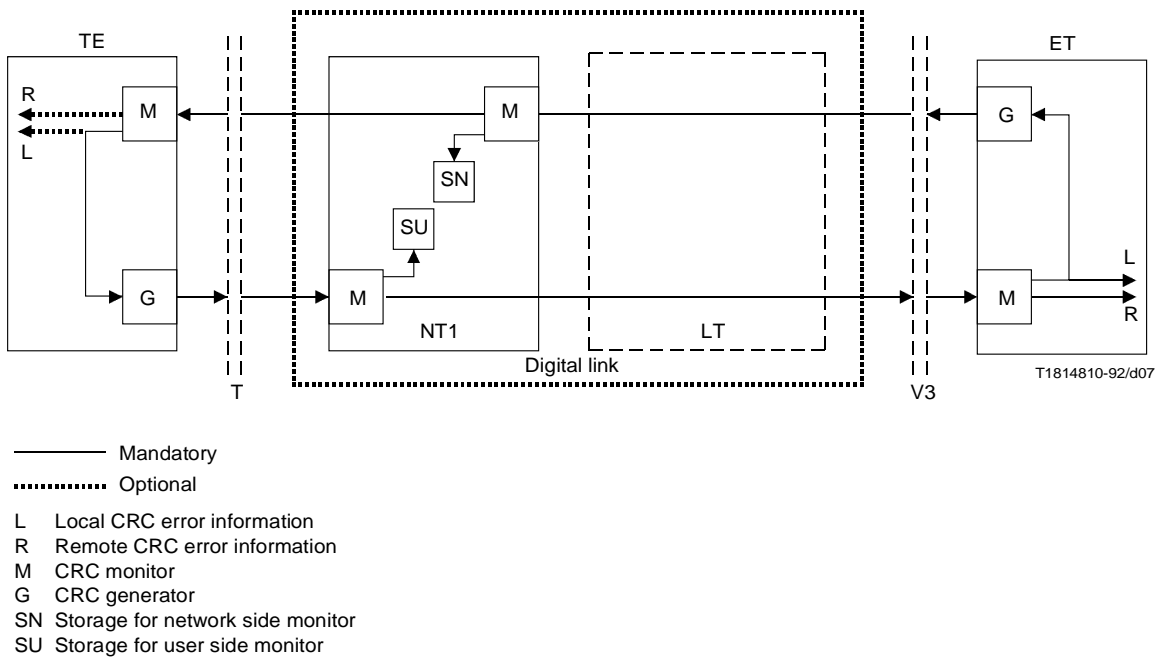 TE
ET
R
M
M
G
L
SN
SU
L
G
M
M
R
NT1
LT
Digital link
T1814810-92/d07
T
V3
Mandatory
Optional
L Local CRC error information
R Remote CRC error information
M CRC monitor
G CRC generator
SN Storage for network side monitor
SU Storage for user side monitor